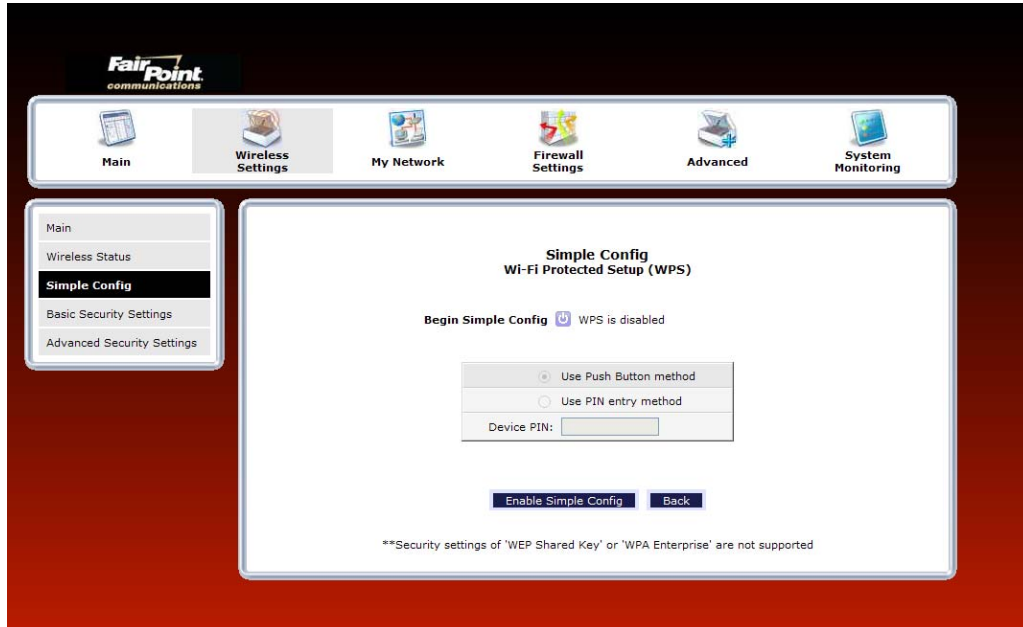 FairPoint
communications
Main
Wireless
Settings
My Network
Firewall
Settings
Advanced
System
Monitoring
Main
Wireless Status
Simple Config
Basic Security Settings
Advanced Security Settings
Simple Config
Wi-Fi Protected Setup (WPS)
Begin Simple Config WPS is disabled
Use Push Button method
Use PIN entry method
Device PIN:
Enable Simple Config Back
**Security settings of 'WEP Shared Key' or 'WPA Enterprise' are not supported